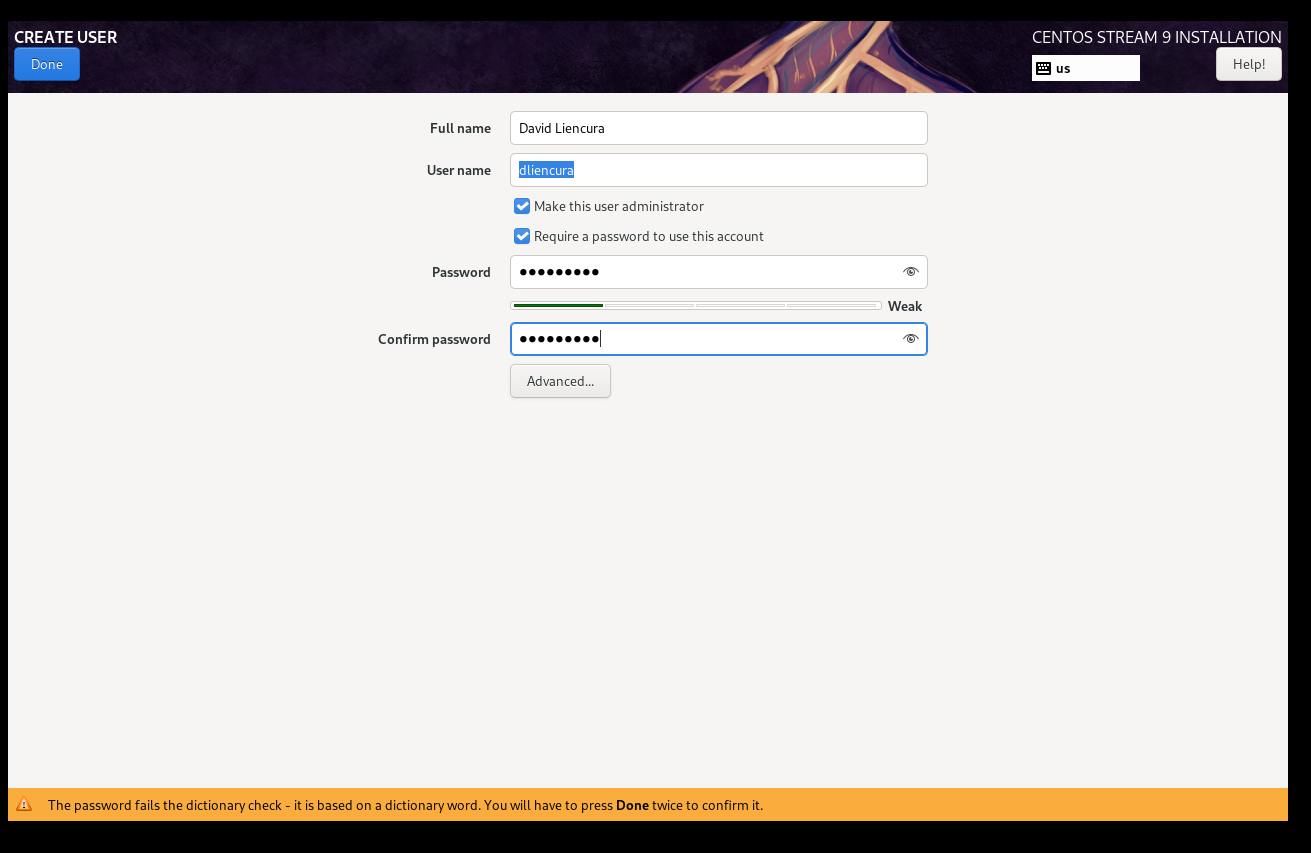 CREATE USER
CENTOS STREAM 9 INSTALLATION
Done
us
Help!
Full name
David Liencura
User name
dliencura
Make this user administrator
Require a password to use this account
Password
●●●●●●●●●
Weak
Confirm password
●●●●●●●●●
Advanced...
The password fails the dictionary check - it is based on a dictionary word. You will have to press Done twice to confirm it.